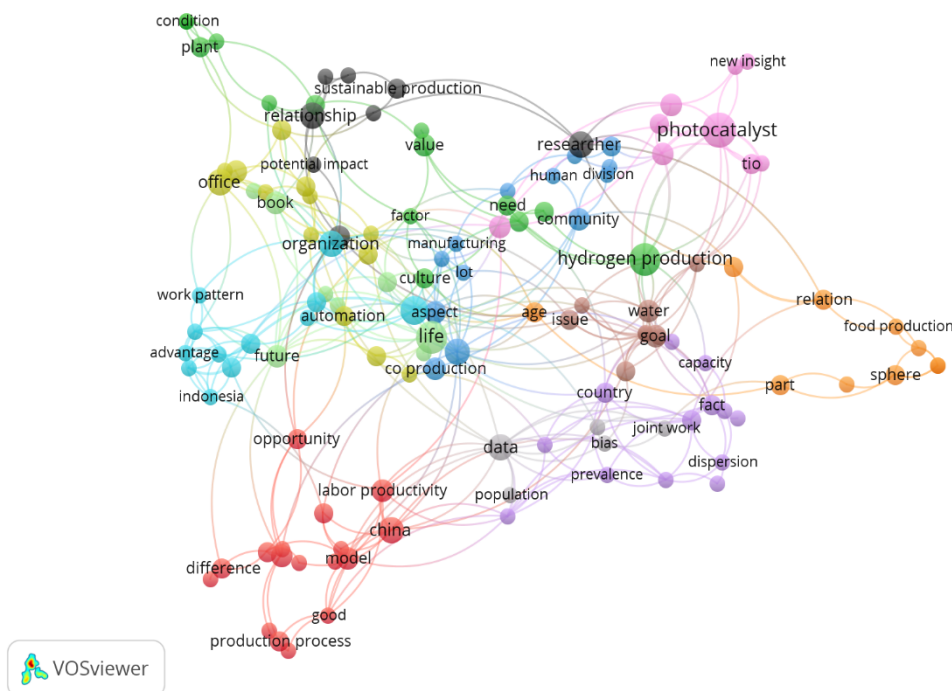 condition
plant
new insight
sustainable production
relationship
photocatalyst
value
researcher
potential impact
tio
human
division
office
book
need
factor
community
organization
manufacturing
hydrogen production
lot
culture
work pattern
relation
automation
aspect
age
issue
water
food production
life
goal
advantage
future
co production
capacity
sphere
part
indonesia
country
fact
opportunity
data
bias
joint work
dispersion
prevalence
labor productivity
population
china
model
difference
good
production process
VOSviewer